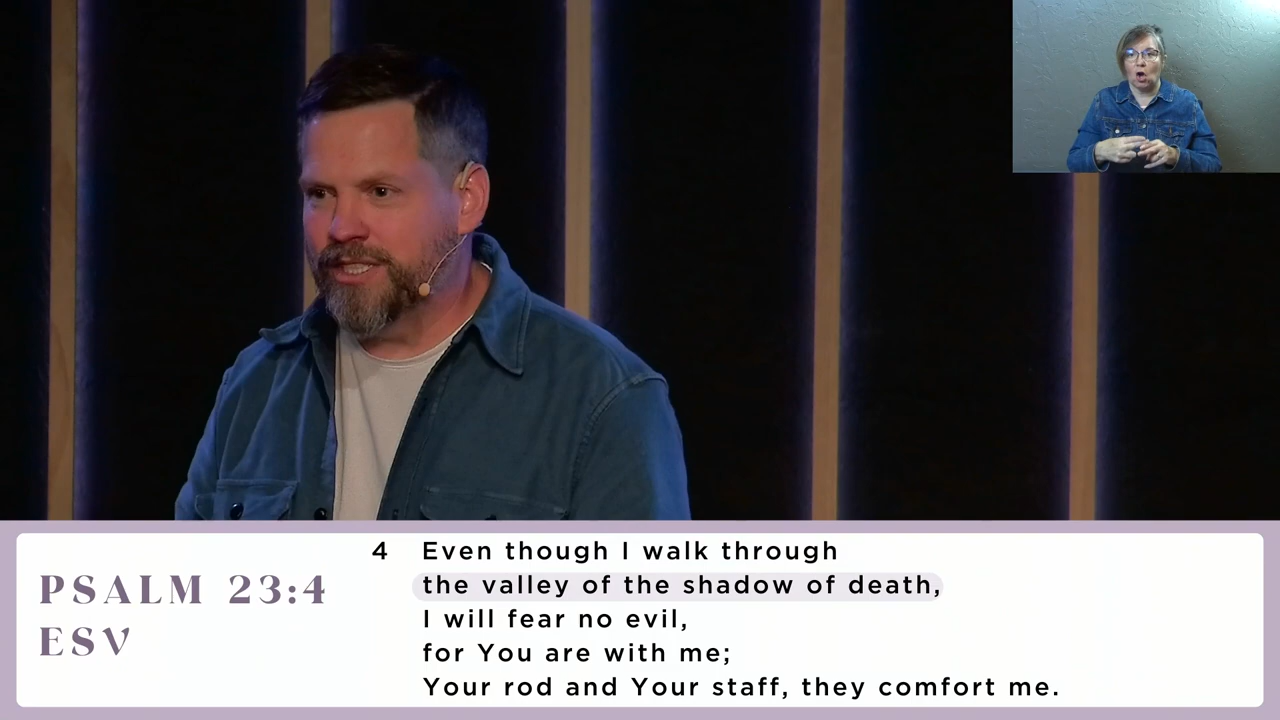 PSALM 23:4
ESV
4 Even though I walk through
the valley of the shadow of death,
I will fear no evil,
for You are with me;
Your rod and Your staff, they comfort me.